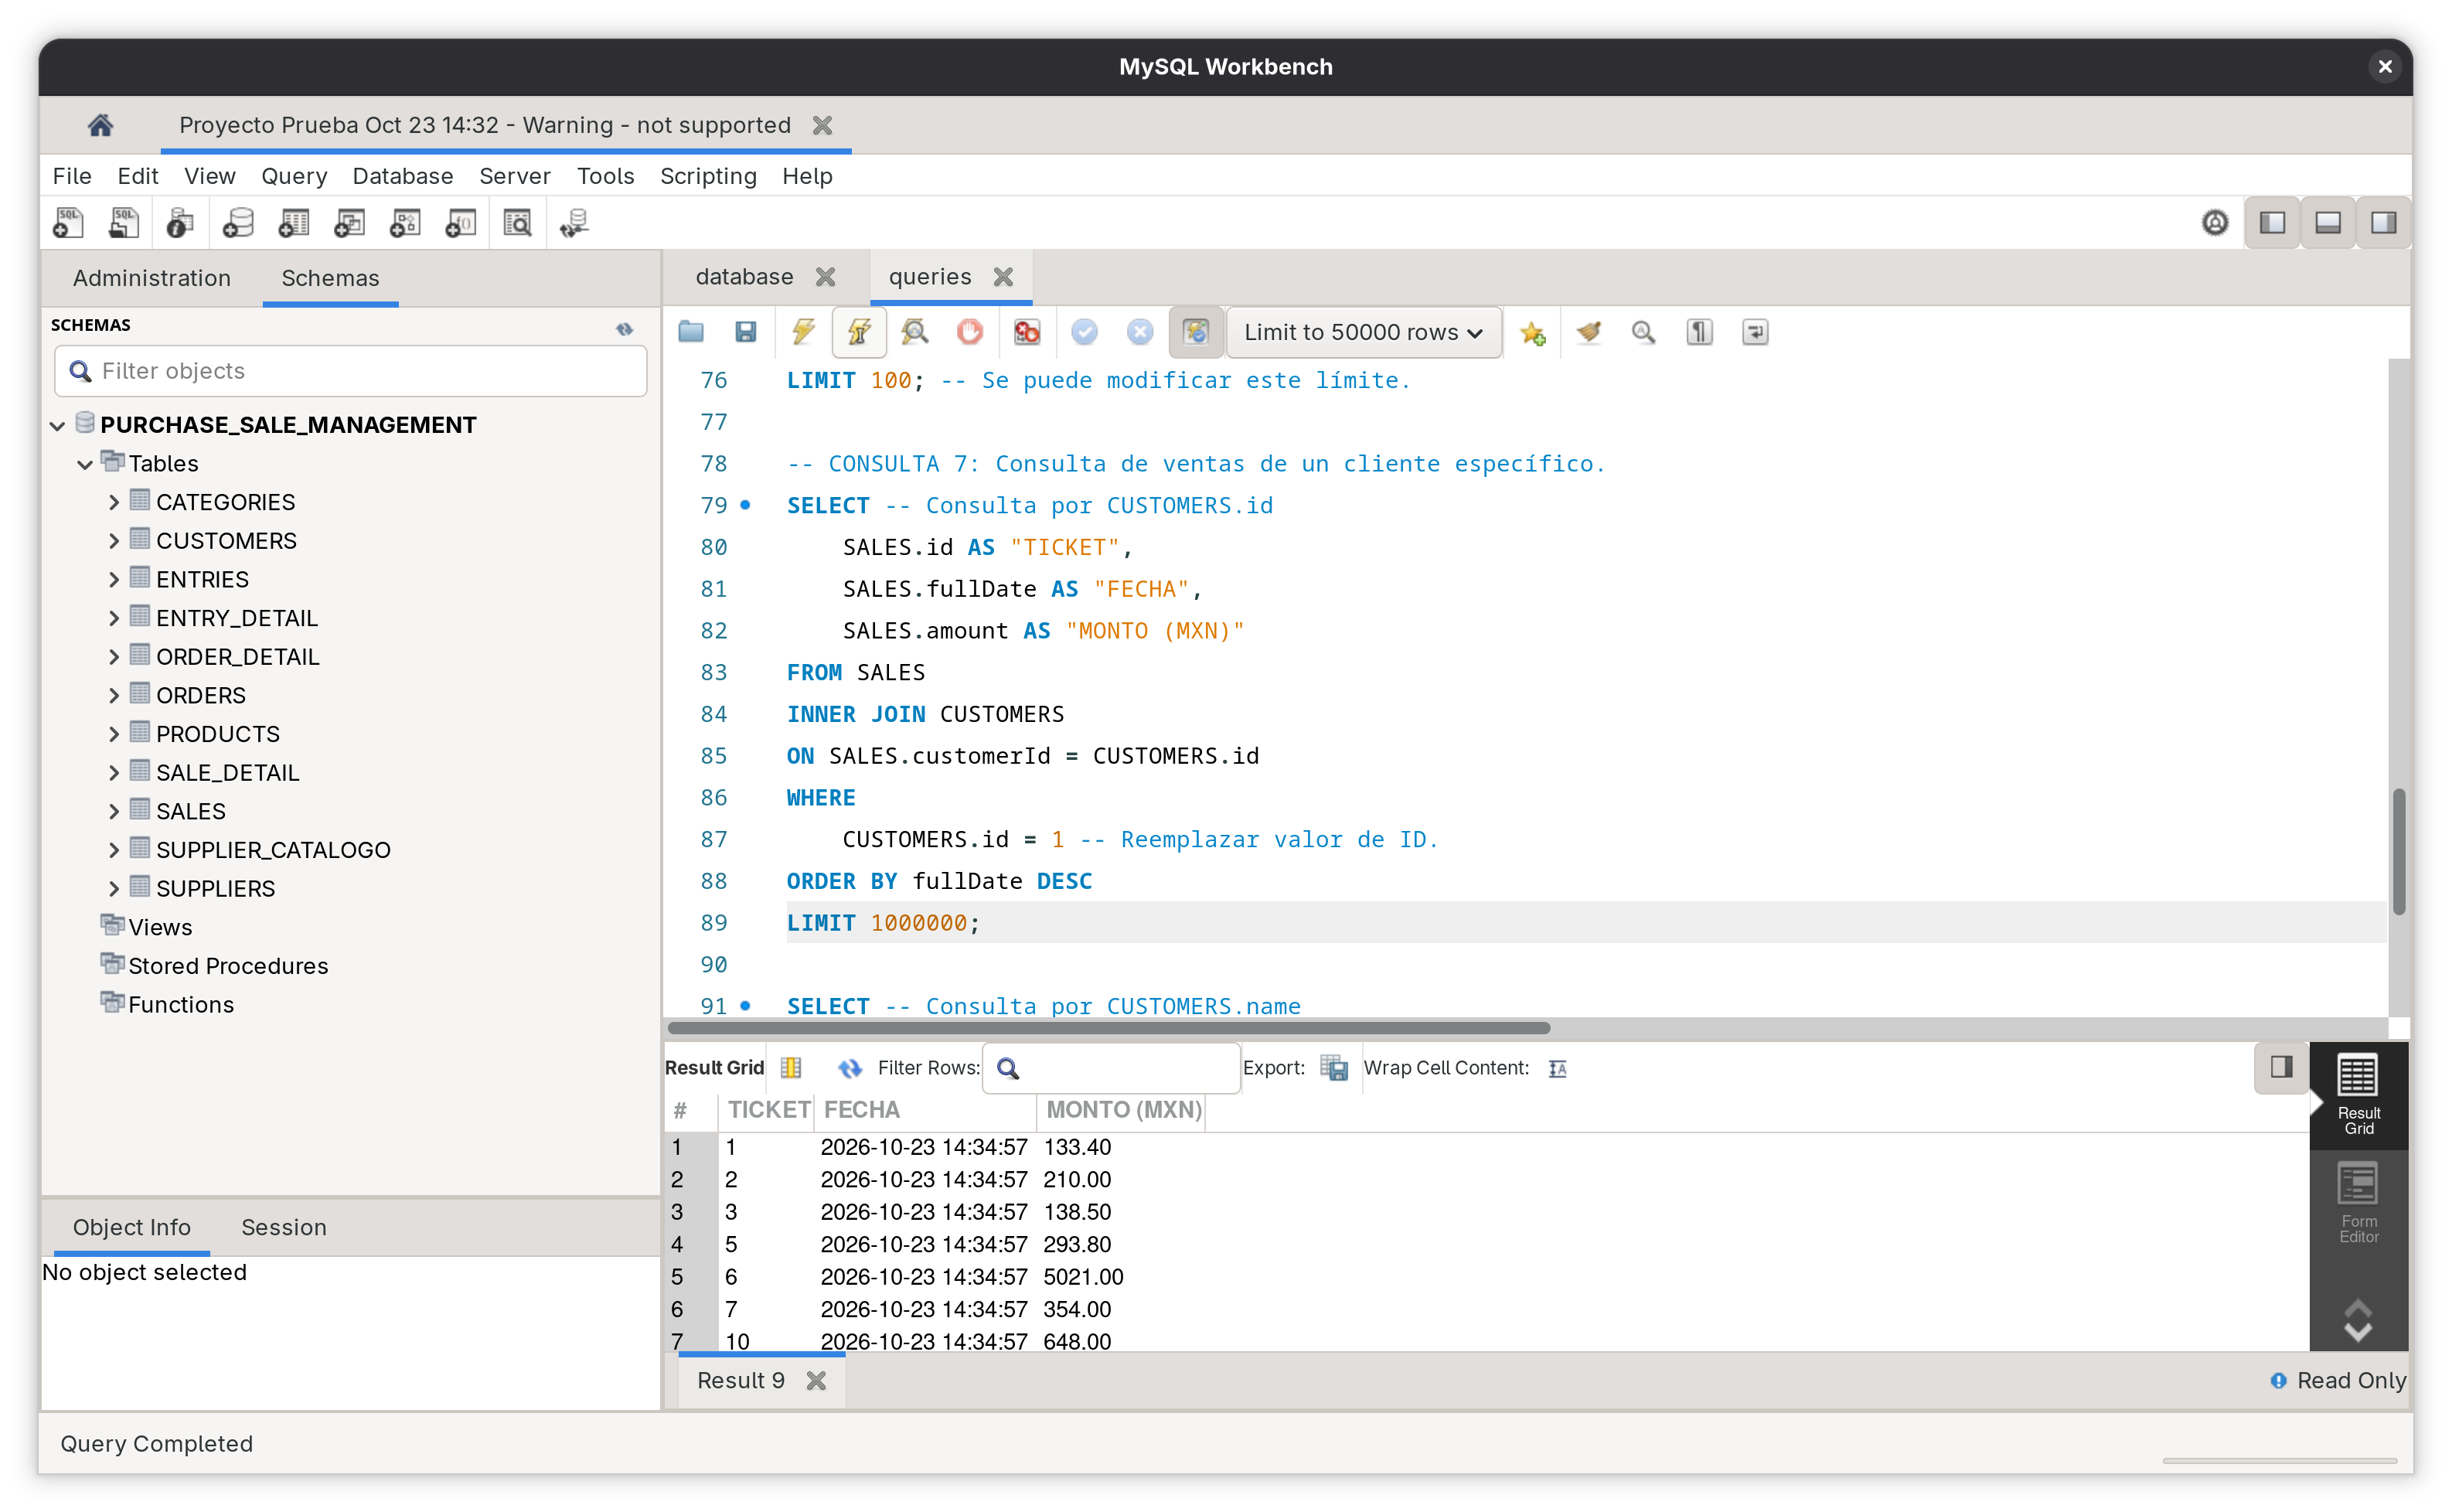 MySQL Workbench
Proyecto Prueba Oct 23 14:32 - Warning - not supported
File Edit View Query Database Server Tools Scripting Help
Administration Schemas
SCHEMAS
Filter objects
PURCHASE_SALE_MANAGEMENT
Tables
CATEGORIES
CUSTOMERS
ENTRIES
ENTRY_DETAIL
ORDER_DETAIL
ORDERS
PRODUCTS
SALE_DETAIL
SALES
SUPPLIER_CATALOGO
SUPPLIERS
Views
Stored Procedures
Functions
Object Info Session
No object selected
database queries
Limit to 50000 rows
76 LIMIT 100; -- Se puede modificar este límite.
77
78 -- CONSULTA 7: Consulta de ventas de un cliente específico.
79 SELECT -- Consulta por CUSTOMERS.id
80 SALES.id AS "TICKET",
81 SALES.fullDate AS "FECHA",
82 SALES.amount AS "MONTO (MXN)"
83 FROM SALES
84 INNER JOIN CUSTOMERS
85 ON SALES.customerId = CUSTOMERS.id
86 WHERE
87 CUSTOMERS.id = 1 -- Reemplazar valor de ID.
88 ORDER BY fullDate DESC
89 LIMIT 1000000;
90
91 SELECT -- Consulta por CUSTOMERS.name
Result Grid Filter Rows: Export: Wrap Cell Content:
# TICKET FECHA MONTO (MXN)
1 1 2026-10-23 14:34:57 133.40
2 2 2026-10-23 14:34:57 210.00
3 3 2026-10-23 14:34:57 138.50
4 5 2026-10-23 14:34:57 293.80
5 6 2026-10-23 14:34:57 5021.00
6 7 2026-10-23 14:34:57 354.00
7 10 2026-10-23 14:34:57 648.00
Result
Grid
Form
Editor
Result 9
Read Only
Query Completed